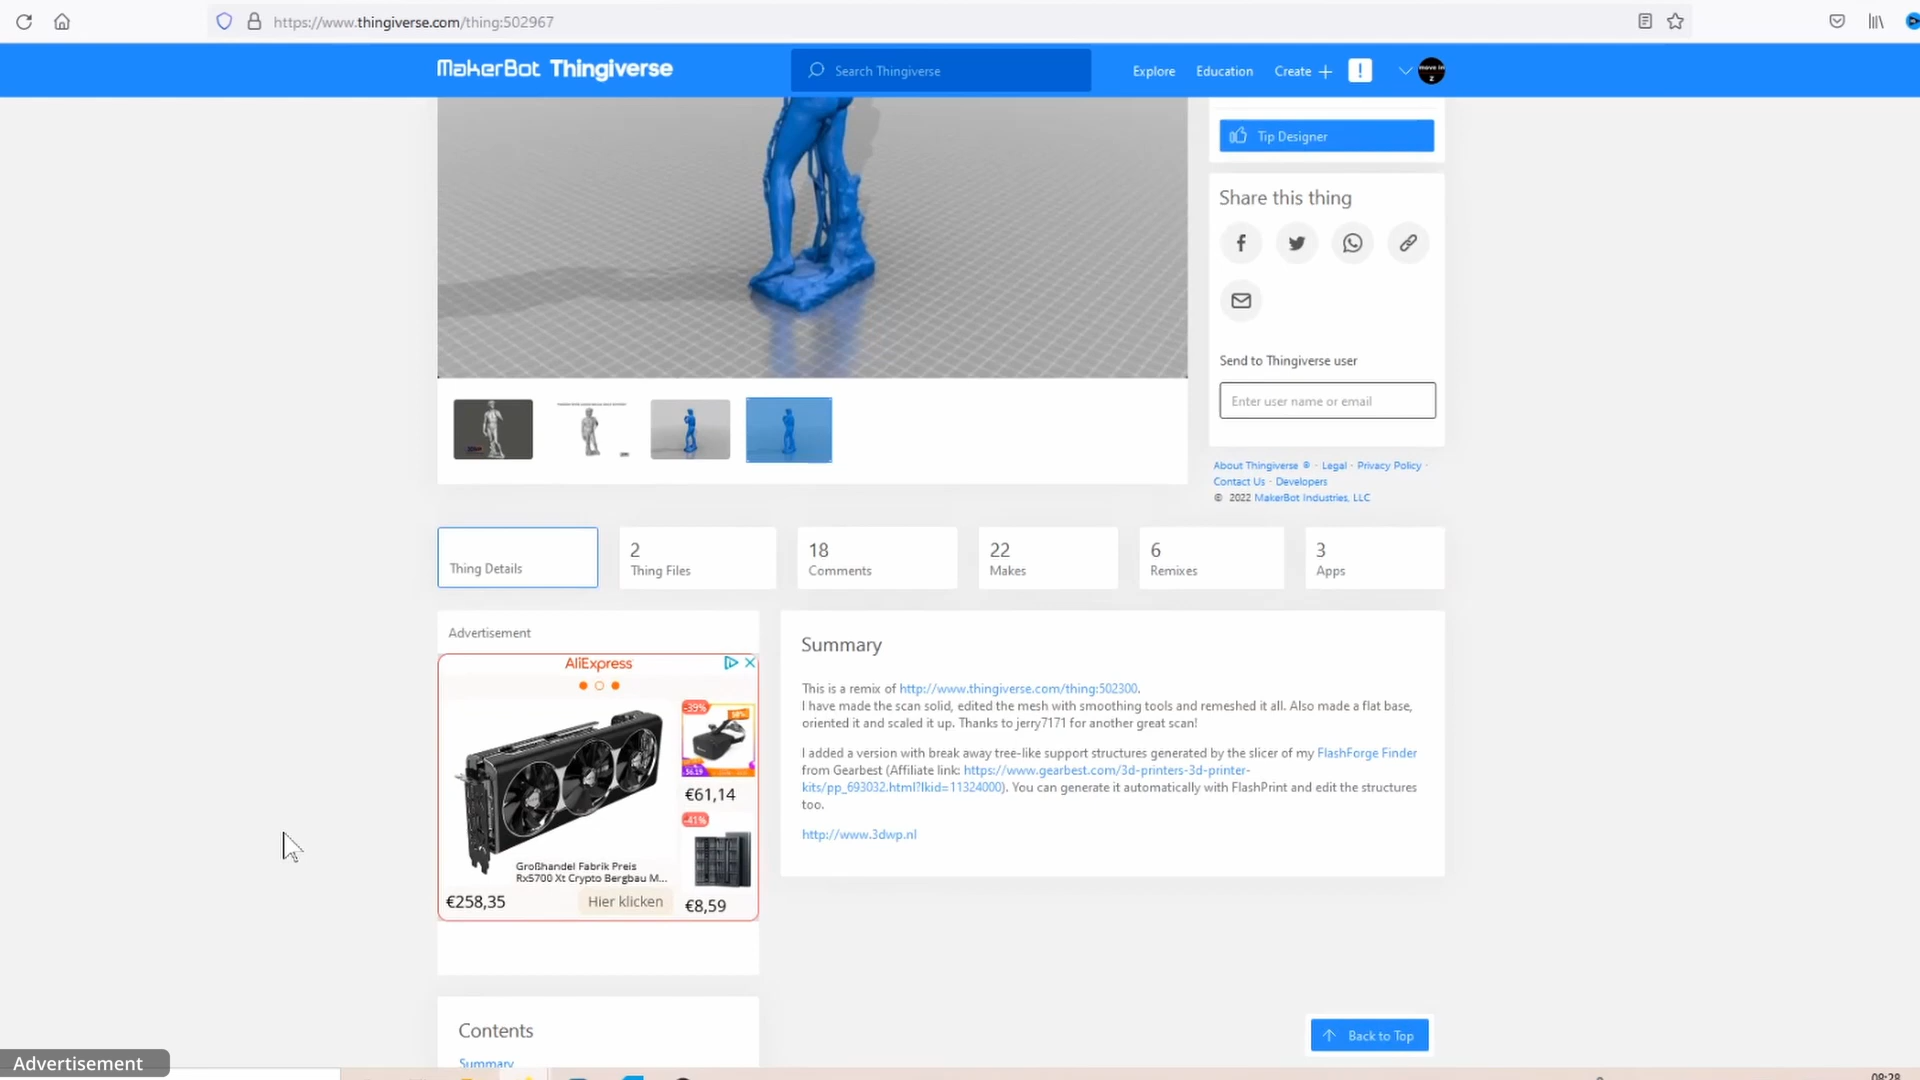 https://www.thingiverse.com/thing:502967
MakerBot Thingiverse
Search Thingiverse
Explore
Education
Create +
!
Tip Designer
Share this thing
Send to Thingiverse user
Enter user name or email
About Thingiverse ® · Legal · Privacy Policy ·
Contact Us · Developers
© 2022 MakerBot Industries, LLC
Thing Details
2
Thing Files
18
Comments
22
Makes
6
Remixes
3
Apps
Advertisement
AliExpress
-39%
€61,14
-41%
Großhandel Fabrik Preis
Rx5700 Xt Crypto Bergbau M...
€258,35
Hier klicken
€8,59
Summary
This is a remix of http://www.thingiverse.com/thing:502300.
I have made the scan solid, edited the mesh with smoothing tools and remeshed it all. Also made a flat base,
oriented it and scaled it up. Thanks to jerry7171 for another great scan!
I added a version with break away tree-like support structures generated by the slicer of my FlashForge Finder
from Gearbest (Affiliate link: https://www.gearbest.com/3d-printers-3d-printer-
kits/pp_693032.html?lkid=11324000). You can generate it automatically with FlashPrint and edit the structures
too.
http://www.3dwp.nl
Contents
Summary
Back to Top
Advertisement
08:28